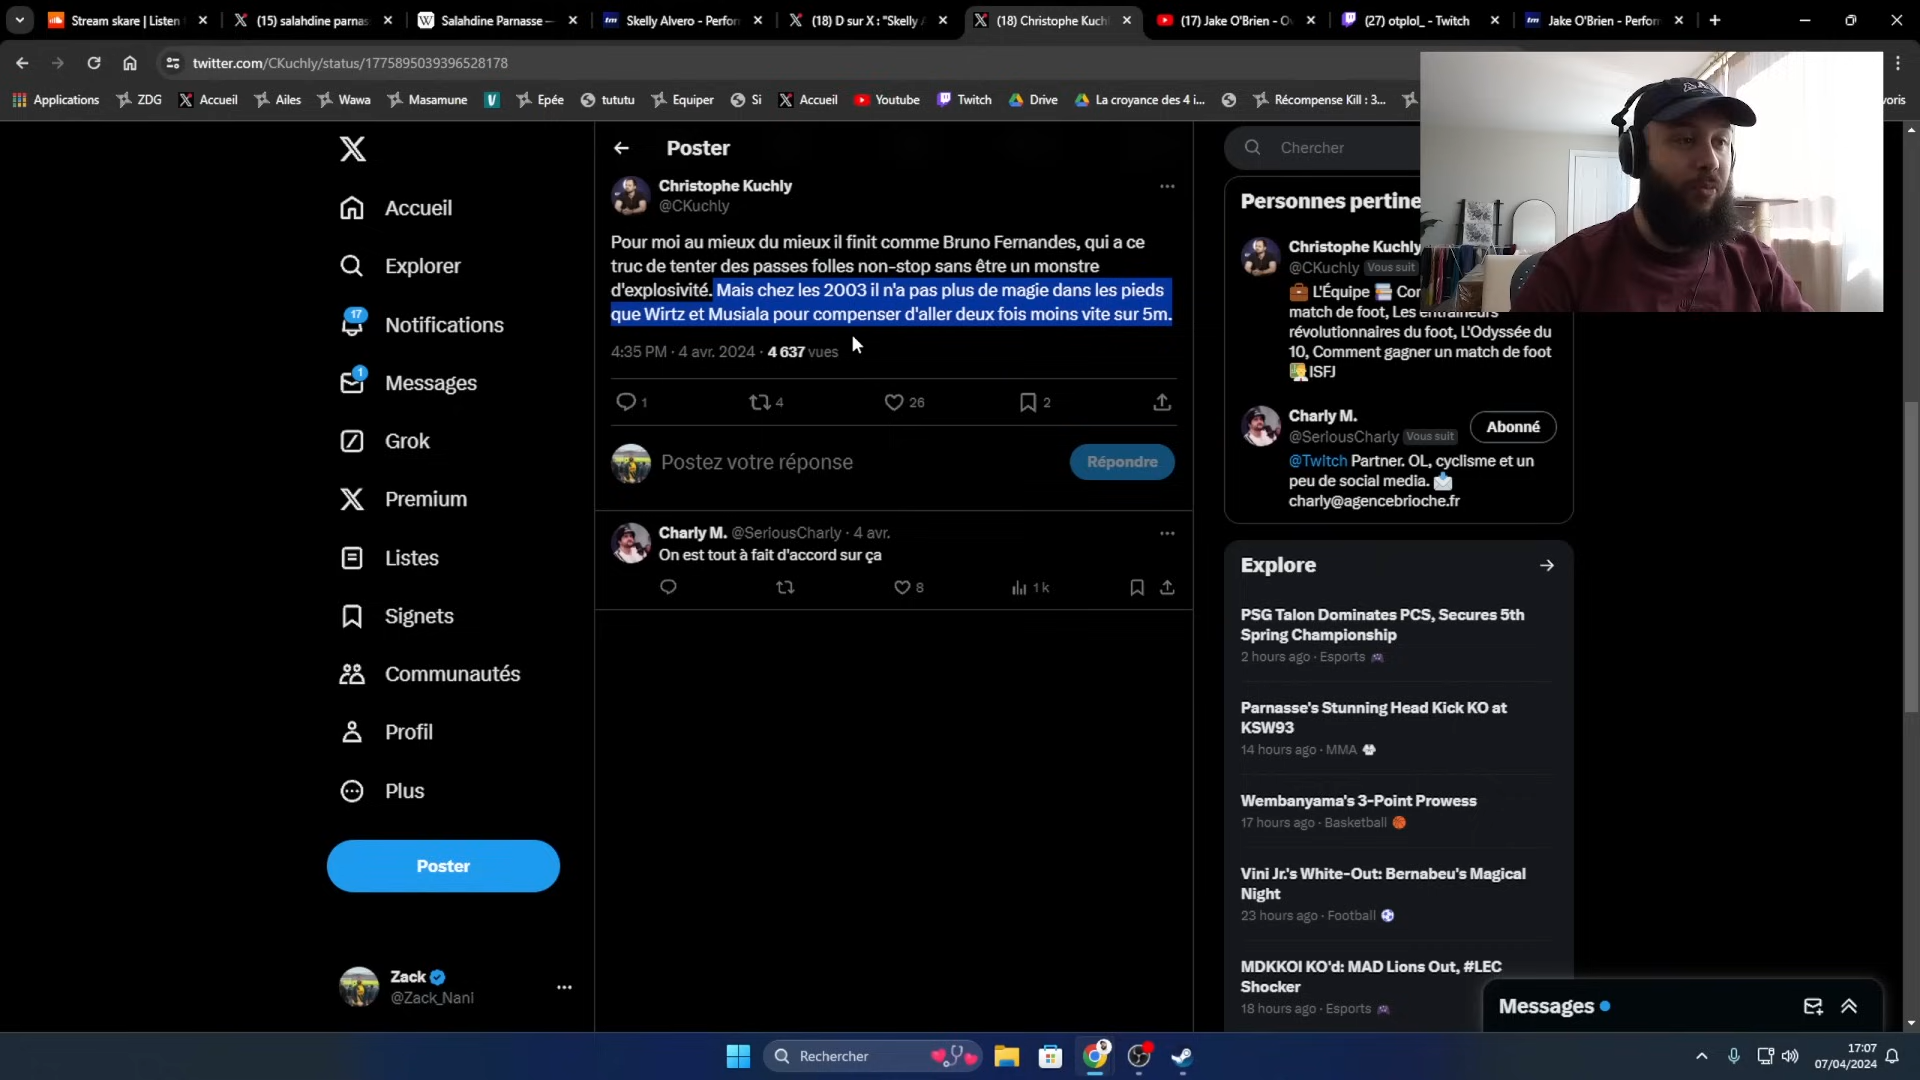 Stream skare | Listen
(15) salahdine parnas
Salahdine Parnasse —
Skelly Alvero - Perfor
(18) D sur X : "Skelly
(18) Christophe Kuchl
(17) Jake O'Brien - O
(27) otplol_ - Twitch
Jake O'Brien - Perfor
twitter.com/CKuchly/status/1775895039396528178
Applications
ZDG
Accueil
Ailes
Wawa
Masamune
Epée
tututu
Equiper
Si
Accueil
Youtube
Twitch
Drive
La croyance des 4 i...
Récompense Kill : 3...
voris
Accueil
Explorer
17
Notifications
1
Messages
Grok
Premium
Listes
Signets
Communautés
Profil
Plus
Poster
Zack
@Zack_Nani
Poster
Christophe Kuchly
@CKuchly
Pour moi au mieux du mieux il finit comme Bruno Fernandes, qui a ce
truc de tenter des passes folles non-stop sans être un monstre
d'explosivité. Mais chez les 2003 il n'a pas plus de magie dans les pieds
que Wirtz et Musiala pour compenser d'aller deux fois moins vite sur 5m.
4:35 PM · 4 avr. 2024 · 4 637 vues
1 4 26 2
Postez votre réponse
Répondre
Charly M. @SeriousCharly · 4 avr.
On est tout à fait d'accord sur ça
8 1 k
Chercher
Personnes pertine
Christophe Kuchly
@CKuchly Vous suit
L'Équipe Cor
match de foot, Les entraîneurs
révolutionnaires du foot, L'Odyssée du
10, Comment gagner un match de foot
ISFJ
Charly M.
@SeriousCharly Vous suit
Abonné
@Twitch Partner. OL, cyclisme et un
peu de social media.
charly@agencebrioche.fr
Explore
PSG Talon Dominates PCS, Secures 5th
Spring Championship
2 hours ago · Esports
Parnasse's Stunning Head Kick KO at
KSW93
14 hours ago · MMA
Wembanyama's 3-Point Prowess
17 hours ago · Basketball
Vini Jr.'s White-Out: Bernabeu's Magical
Night
23 hours ago · Football
MDKKOI KO'd: MAD Lions Out, #LEC
Shocker
18 hours ago · Esports
Messages
Rechercher
17:07
07/04/2024